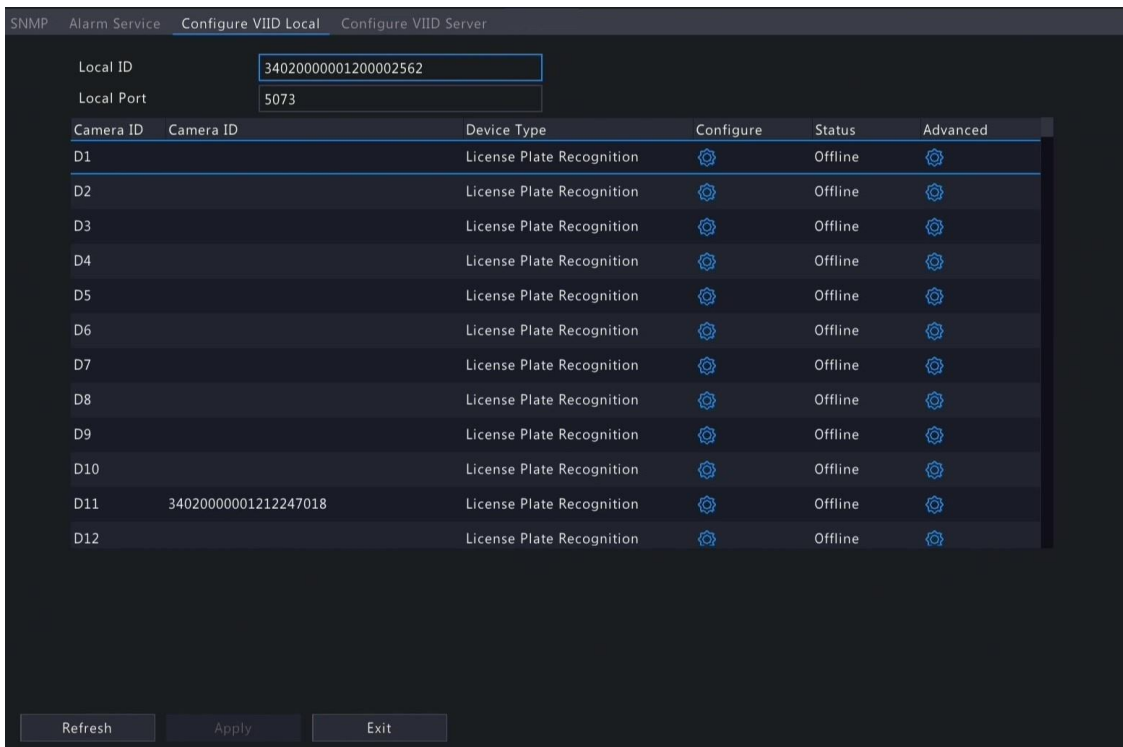 SNMP Alarm Service Configure VIID Local Configure VIID Server
Local ID 34020000001200002562
Local Port 5073
Camera ID Camera ID Device Type Configure Status Advanced
D1 License Plate Recognition Offline
D2 License Plate Recognition Offline
D3 License Plate Recognition Offline
D4 License Plate Recognition Offline
D5 License Plate Recognition Offline
D6 License Plate Recognition Offline
D7 License Plate Recognition Offline
D8 License Plate Recognition Offline
D9 License Plate Recognition Offline
D10 License Plate Recognition Offline
D11 34020000001212247018 License Plate Recognition Offline
D12 License Plate Recognition Offline
Refresh Apply Exit